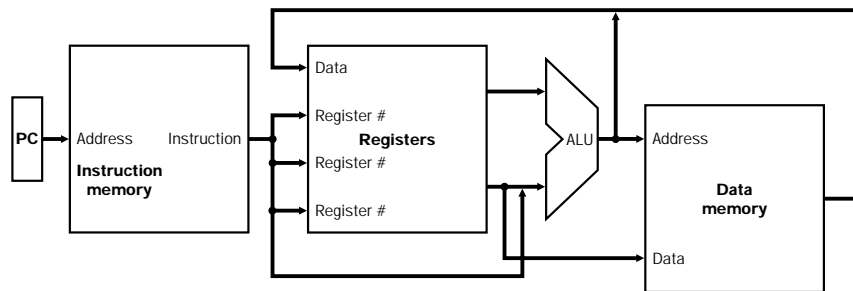 PC
Address
Instruction
Instruction
memory
Data
Register #
Register #
Register #
Registers
ALU
Address
Data
Data
memory